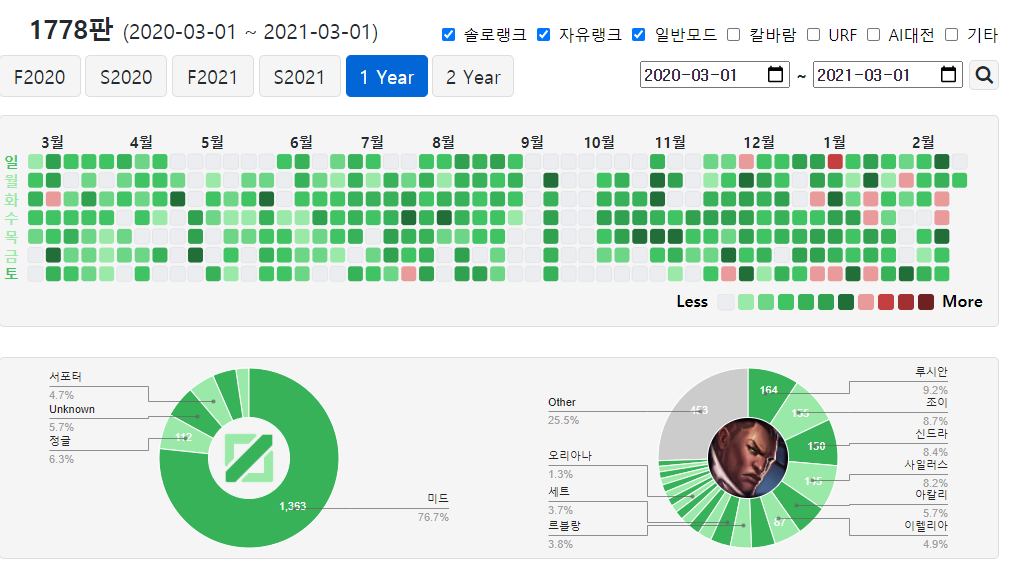 1778판 (2020-03-01 ~ 2021-03-01)
솔로랭크 자유랭크 일반모드 칼바람 URF AI대전 기타
F2020 S2020 F2021 S2021 1 Year 2 Year
2020-03-01 ~ 2021-03-01
3월 4월 5월 6월 7월 8월 9월 10월 11월 12월 1월 2월
일
월
화
수
목
금
토
Less More
서포터
4.7%
Unknown
5.7%
정글
6.3%
112
1,363
미드
76.7%
Other
25.5%
오리아나
1.3%
세트
3.7%
르블랑
3.8%
453
164
155
150
145
87
루시안
9.2%
조이
8.7%
신드라
8.4%
사일러스
8.2%
아칼리
5.7%
이렐리아
4.9%